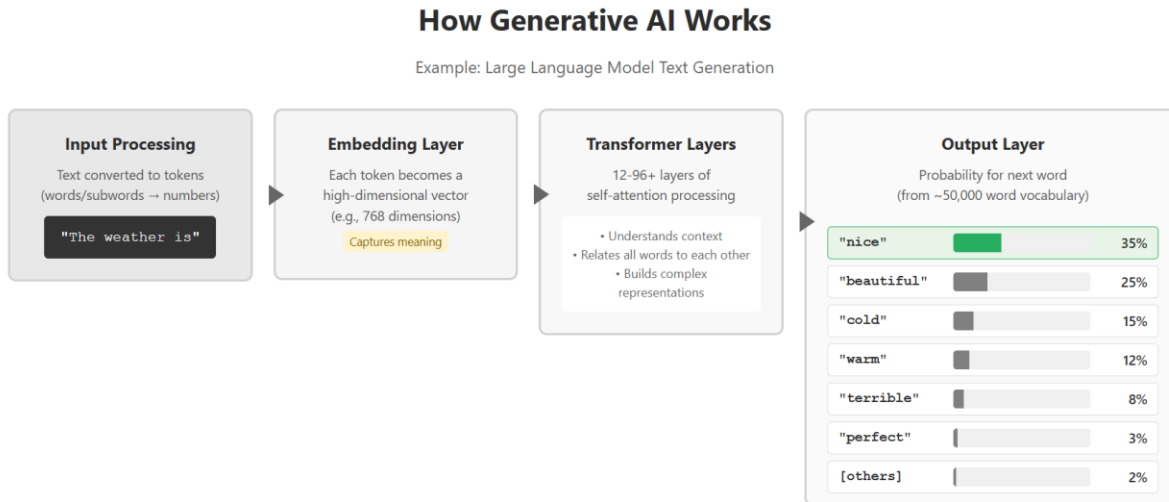 How Generative AI Works
Example: Large Language Model Text Generation
Input Processing
Text converted to tokens
(words/subwords → numbers)
"The weather is"
Embedding Layer
Each token becomes a
high-dimensional vector
(e.g., 768 dimensions)
Captures meaning
Transformer Layers
12-96+ layers of
self-attention processing
• Understands context
• Relates all words to each other
• Builds complex
representations
Output Layer
Probability for next word
(from ~50,000 word vocabulary)
"nice" 35%
"beautiful" 25%
"cold" 15%
"warm" 12%
"terrible" 8%
"perfect" 3%
[others] 2%